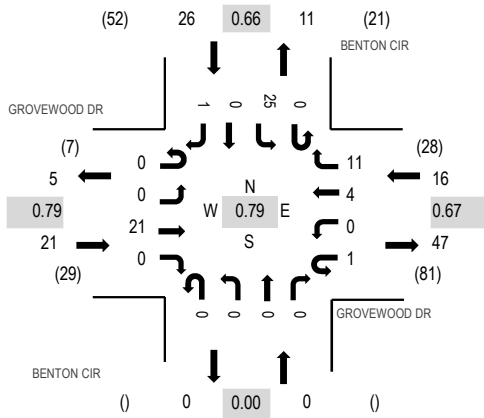 (52) 26 0.66 11 (21)
BENTON CIR
1 0 25 0
GROVEWOOD DR
(7) (28)
5 0 11 16
0 N 4
0.79 W 0.79 E 0.67
21 21 S 0 47
(29) 0 1 (81)
0 0 0 0
GROVEWOOD DR
BENTON CIR
() 0 0.00 0 ()